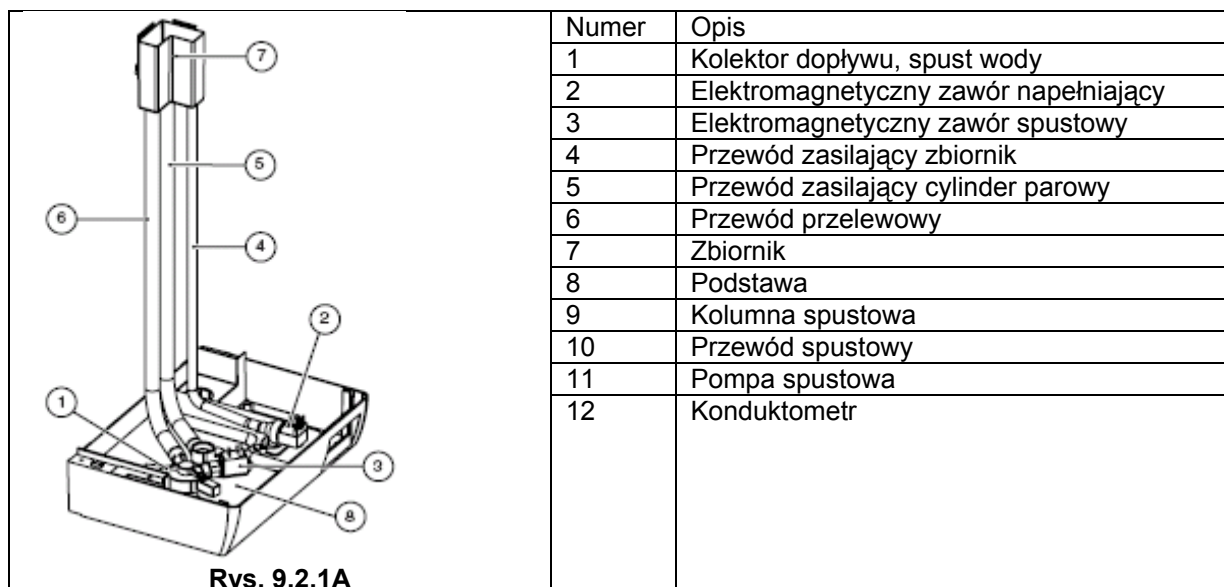 7
5
6
4
2
1
3
8
Rys. 9.2.1A
Numer Opis
1 Kolektor dopływu, spust wody
2 Elektromagnetyczny zawór napełniający
3 Elektromagnetyczny zawór spustowy
4 Przewód zasilający zbiornik
5 Przewód zasilający cylinder parowy
6 Przewód przelewowy
7 Zbiornik
8 Podstawa
9 Kolumna spustowa
10 Przewód spustowy
11 Pompa spustowa
12 Konduktometr